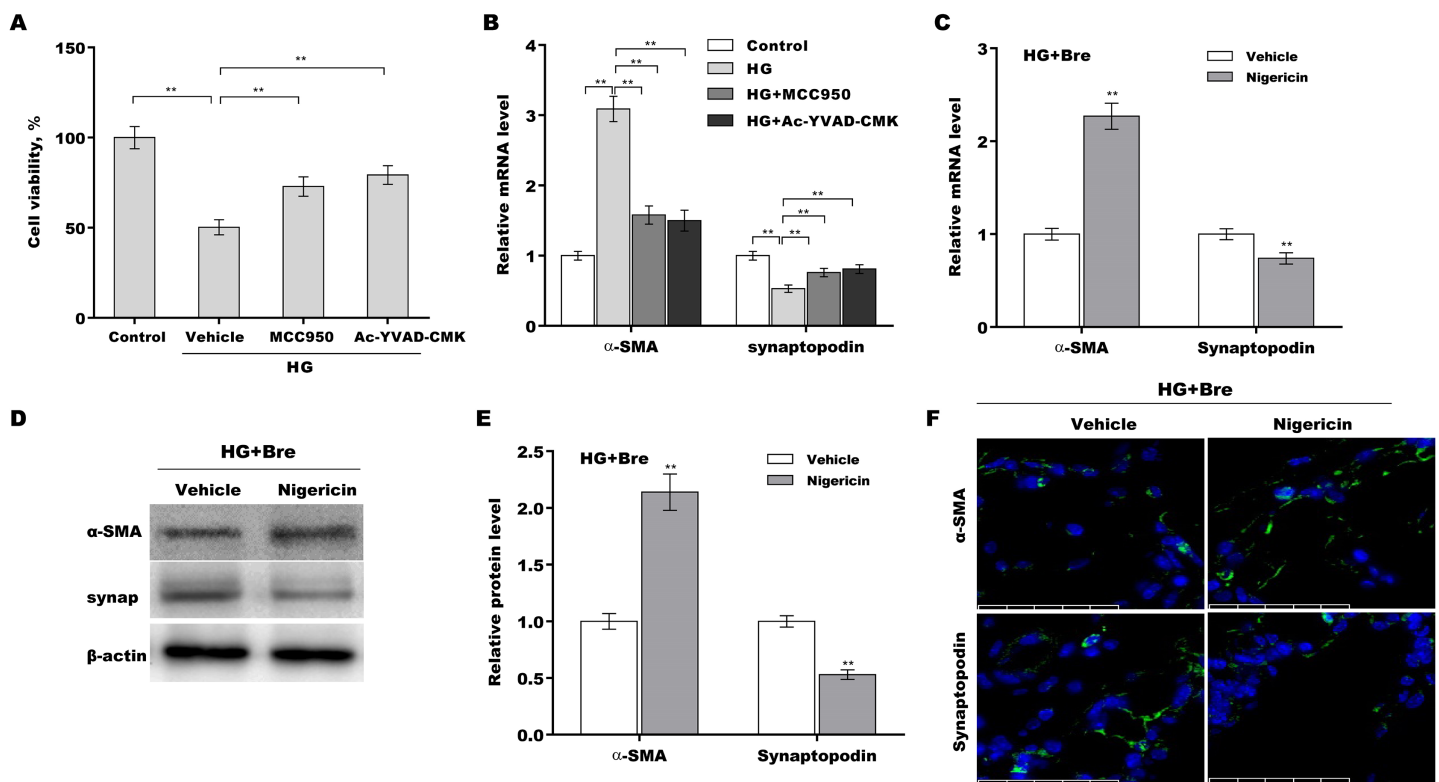 A
Cell viability, %
150
100
50
0
**
**
**
Control
Vehicle
MCC950
Ac-YVAD-CMK
HG
B
Relative mRNA level
4
3
2
1
0
**
**
**
**
**
**
**
**
Control
HG
HG+MCC950
HG+Ac-YVAD-CMK
α-SMA
synaptopodin
C
Relative mRNA level
3
2
1
0
HG+Bre
Vehicle
Nigericin
**
**
α-SMA
Synaptopodin
D
HG+Bre
Vehicle
Nigericin
α-SMA
synap
β-actin
E
Relative protein level
2.5
2.0
1.5
1.0
0.5
0.0
HG+Bre
Vehicle
Nigericin
**
**
α-SMA
Synaptopodin
F
HG+Bre
Vehicle
Nigericin
α-SMA
Synaptopodin